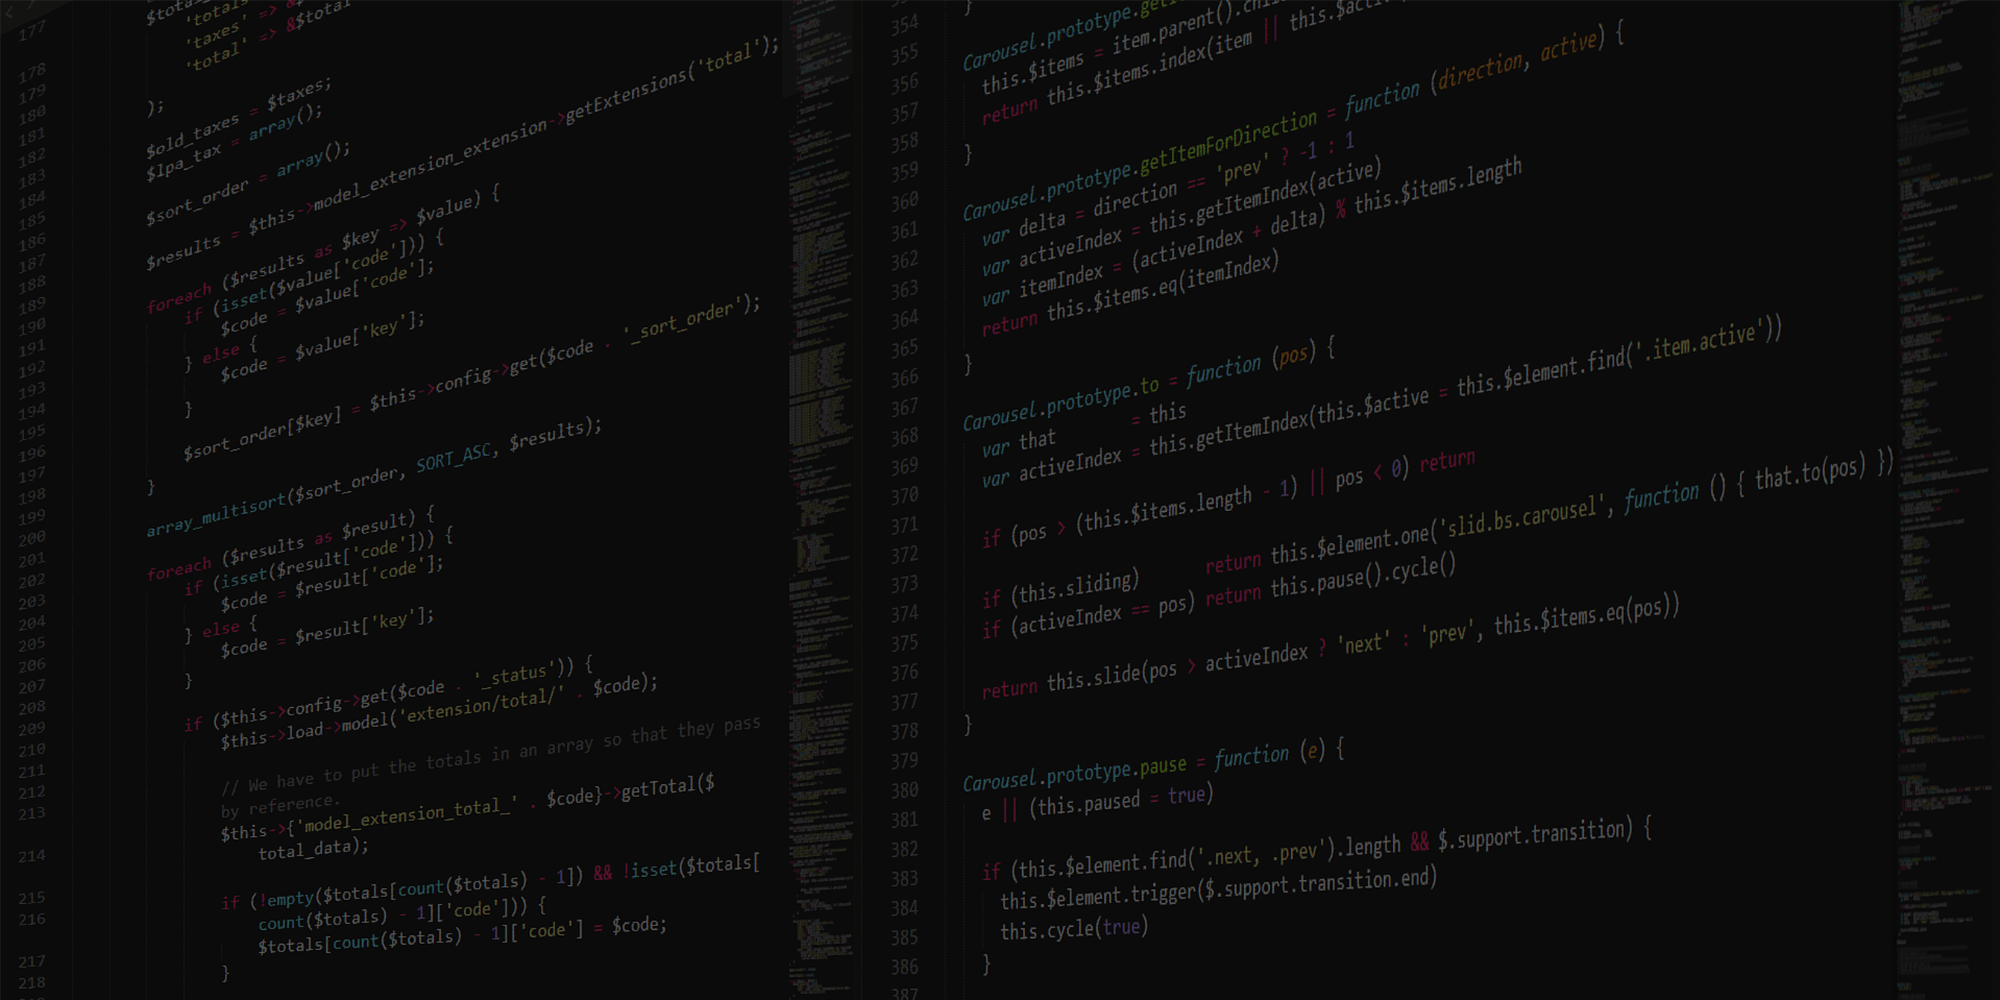 177
178
179
180
181
182
183
184
185
186
187
188
189
190
191
192
193
194
195
196
197
198
199
200
201
202
203
204
205
206
207
208
209
210
211
212
213
214
215
216
217
218
'taxes' => &$total
'total' =>
);
$old_taxes = $taxes;
$lpa_tax = array();
$sort_order = array();
$results = $this->model_extension_extension->getExtensions('total');
foreach ($results as $key => $value) {
if (isset($value['code'])) {
$code = $value['code'];
} else {
$code = $value['key'];
}
$sort_order[$key] = $this->config->get($code . '_sort_order');
}
array_multisort($sort_order, SORT_ASC, $results);
foreach ($results as $result) {
if (isset($result['code'])) {
$code = $result['code'];
} else {
$code = $result['key'];
}
if ($this->config->get($code . '_status')) {
$this->load->model('extension/total/' . $code);
// We have to put the totals in an array so that they pass
by reference.
$this->{'model_extension_total_' . $code}->getTotal($
total_data);
if (!empty($totals[count($totals) - 1]) && !isset($totals[
count($totals) - 1]['code'])) {
$totals[count($totals) - 1]['code'] = $code;
}
354
355
356
357
358
359
360
361
362
363
364
365
366
367
368
369
370
371
372
373
374
375
376
377
378
379
380
381
382
383
384
385
386
387
}
Carousel.prototype.
this.$items = item.parent().
return this.$items.index(item || this.
}
Carousel.prototype.getItemForDirection = function (direction, active) {
var delta = direction == 'prev' ? -1 : 1
var activeIndex = this.getItemIndex(active)
var itemIndex = (activeIndex + delta) % this.$items.length
return this.$items.eq(itemIndex)
}
Carousel.prototype.to = function (pos) {
var that = this
var activeIndex = this.getItemIndex(this.$active = this.$element.find('.item.active'))
if (pos > (this.$items.length - 1) || pos < 0) return
if (this.sliding) return this.$element.one('slid.bs.carousel', function () { that.to(pos) })
if (activeIndex == pos) return this.pause().cycle()
return this.slide(pos > activeIndex ? 'next' : 'prev', this.$items.eq(pos))
}
Carousel.prototype.pause = function (e) {
e || (this.paused = true)
if (this.$element.find('.next, .prev').length && $.support.transition) {
this.$element.trigger($.support.transition.end)
this.cycle(true)
}